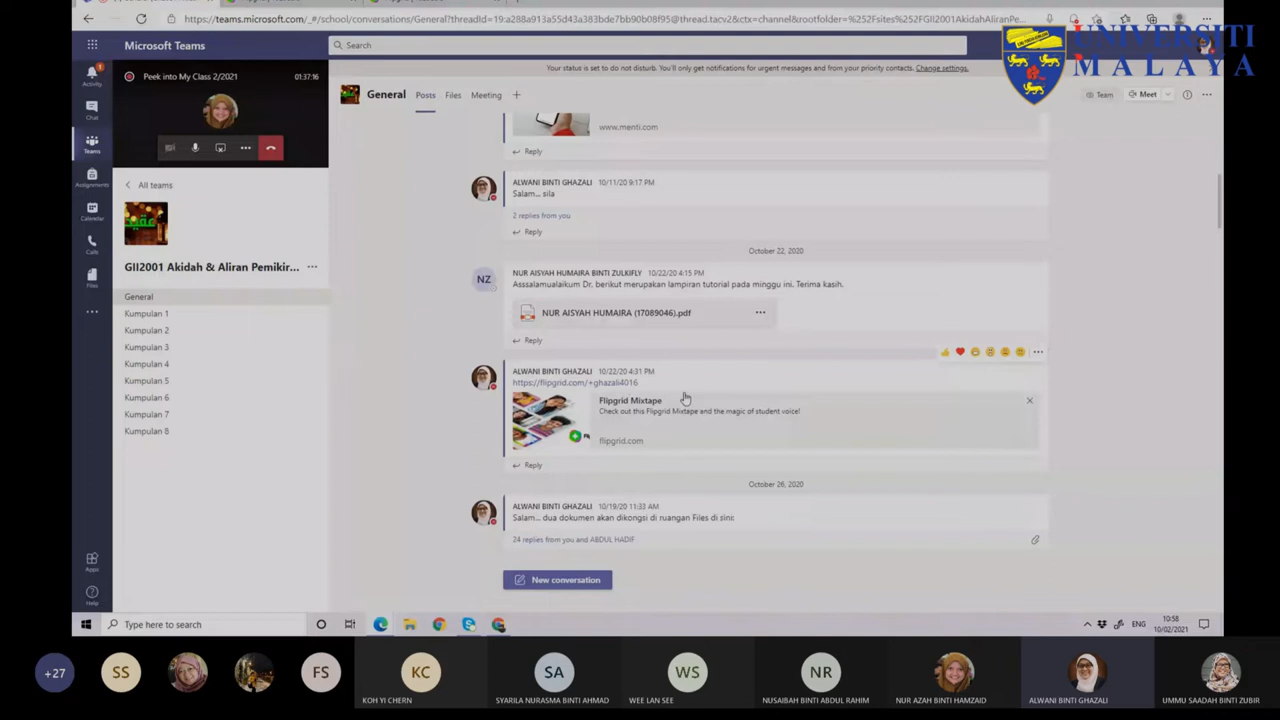 https://teams.microsoft.com/_#/school/conversations/General?threadId=19:a288a913a55d43a383bde7bb90b08f95@thread.tacv2&ctx=channel&rootfolder=%252Fsites%252FGII2001AkidahAliranPe...
UNIVERSITI
MALAYA
Microsoft Teams
Search
Your status is set to do not disturb. You'll only get notifications for urgent messages and from your priority contacts. Change settings.
Activity
Chat
Teams
Assignments
Calendar
Calls
Files
Apps
Help
Peek into My Class 2/2021
01:37:16
All teams
GII2001 Akidah & Aliran Pemikir...
General
Kumpulan 1
Kumpulan 2
Kumpulan 3
Kumpulan 4
Kumpulan 5
Kumpulan 6
Kumpulan 7
Kumpulan 8
General Posts Files Meeting
Team Meet
www.menti.com
Reply
ALWANI BINTI GHAZALI 10/11/20 9:17 PM
Salam... sila
2 replies from you
Reply
October 22, 2020
NZ
NUR AISYAH HUMAIRA BINTI ZULKIFLY 10/22/20 4:15 PM
Asssalamualaikum Dr, berikut merupakan lampiran tutorial pada minggu ini. Terima kasih.
NUR AISYAH HUMAIRA (17089046).pdf
Reply
ALWANI BINTI GHAZALI 10/22/20 4:31 PM
https://flipgrid.com/+ghazali4016
Flipgrid Mixtape
Check out this Flipgrid Mixtape and the magic of student voice!
flipgrid.com
Reply
October 26, 2020
ALWANI BINTI GHAZALI 10/19/20 11:33 AM
Salam... dua dokumen akan dikongsi di ruangan Files di sini:
24 replies from you and ABDUL HADIF
New conversation
Type here to search
ENG
10:58
10/02/2021
+27
SS
FS
KC
KOH YI CHERN
SA
SYARILA NURASMA BINTI AHMAD
WS
WEE LAN SEE
NR
NUSAIBAH BINTI ABDUL RAHIM
NUR AZAH BINTI HAMZAID
ALWANI BINTI GHAZALI
UMMU SAADAH BINTI ZUBIR